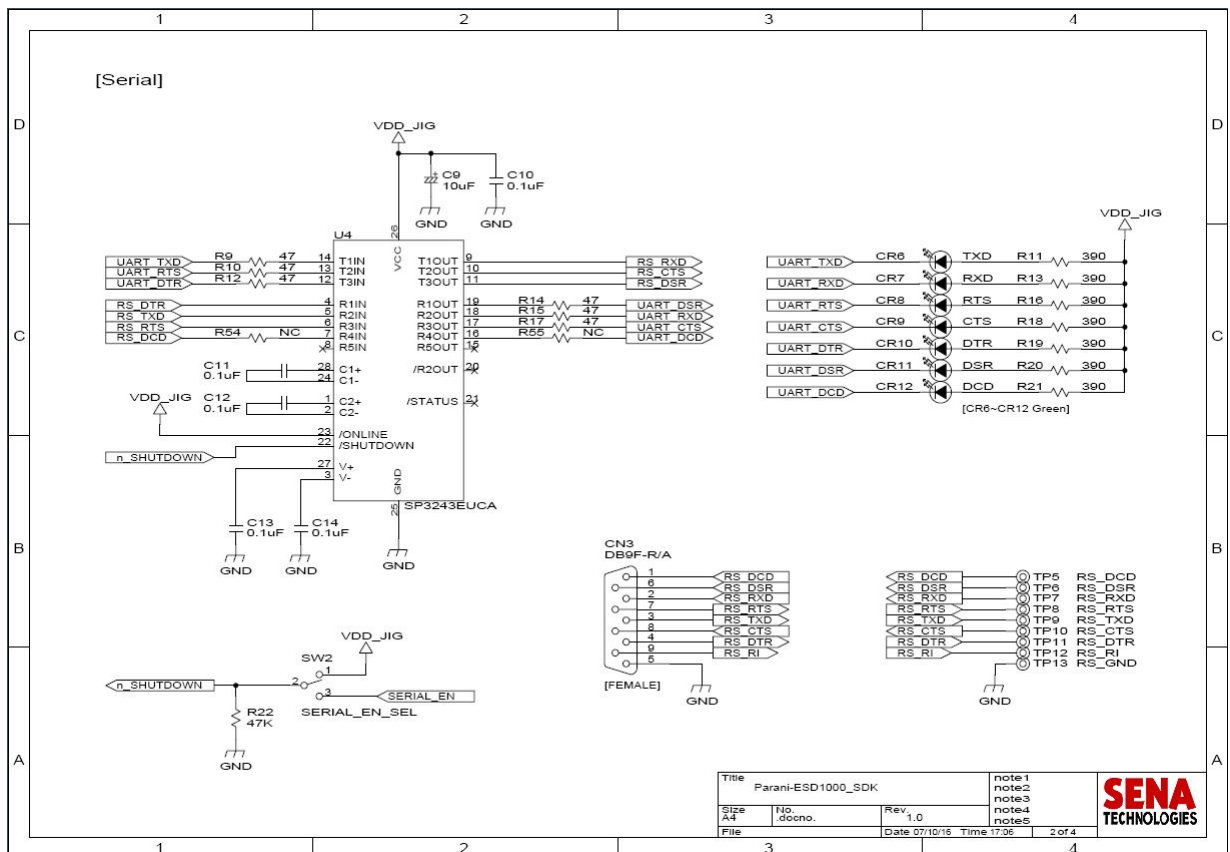 1 2 3 4
[Serial]
D D
VDD_JIG
C9
10uF
C10
0.1uF
GND GND
VDD_JIG
U4
26
VCC
UART_TXD R9 47 14 T1IN T1OUT 9 RS_RXD
UART_RTS R10 47 13 T2IN T2OUT 10 RS_CTS
UART_DTR R12 47 12 T3IN T3OUT 11 RS_DSR
RS_DTR 4 R1IN R1OUT 19 R14 47 UART_DSR
RS_TXD 5 R2IN R2OUT 18 R15 47 UART_RXD
RS_RTS 6 R3IN R3OUT 17 R17 47 UART_CTS
RS_DCD R54 NC 7 R4IN R4OUT 16 R55 NC UART_DCD
8 R5IN R5OUT 15
C11
0.1uF
28 C1+
24 C1-
/R2OUT 20
C12
0.1uF
1 C2+
2 C2-
/STATUS 21
VDD_JIG
23 /ONLINE
22 /SHUTDOWN
n_SHUTDOWN
27 V+
3 V-
GND
25
SP3243EUCA
C13
0.1uF
C14
0.1uF
GND GND GND
UART_TXD CR6 TXD R11 390
UART_RXD CR7 RXD R13 390
UART_RTS CR8 RTS R16 390
UART_CTS CR9 CTS R18 390
UART_DTR CR10 DTR R19 390
UART_DSR CR11 DSR R20 390
UART_DCD CR12 DCD R21 390
[CR6~CR12 Green]
C C
B B
CN3
DB9F-R/A
1 RS_DCD
6 RS_DSR
2 RS_RXD
7 RS_RTS
3 RS_TXD
8 RS_CTS
4 RS_DTR
9 RS_RI
5
[FEMALE]
GND
RS_DCD TP5 RS_DCD
RS_DSR TP6 RS_DSR
RS_RXD TP7 RS_RXD
RS_RTS TP8 RS_RTS
RS_TXD TP9 RS_TXD
RS_CTS TP10 RS_CTS
RS_DTR TP11 RS_DTR
RS_RI TP12 RS_RI
TP13 RS_GND
GND
VDD_JIG
SW2
1
n_SHUTDOWN 2
3 SERIAL_EN
SERIAL_EN_SEL
R22
47K
GND
A A
Title
Parani-ESD1000_SDK
Size
A4
No.
.docno.
Rev.
1.0
File
Date 07/10/16 Time 17:06 2 of 4
note1
note2
note3
note4
note5
SENA
TECHNOLOGIES
1 2 3 4